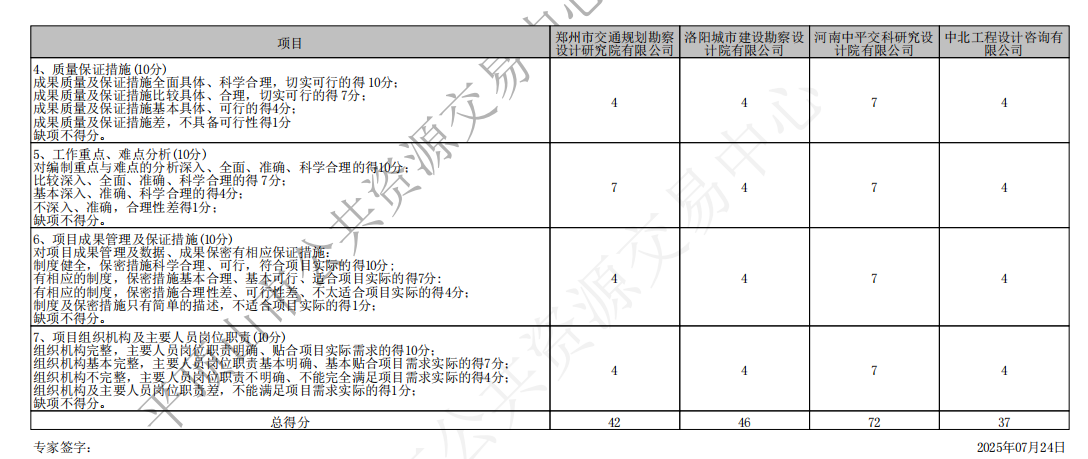 项目 郑州市交通规划勘察设计研究院有限公司 洛阳城市建设勘察设计院有限公司 河南中平交科研究设计院有限公司 中北工程设计咨询有限公司
4、质量保证措施(10分)
成果质量及保证措施全面具体、科学合理，切实可行的得 10分；
成果质量及保证措施比较具体、合理，切实可行的得 7分；
成果质量及保证措施基本具体、可行的得4分；
成果质量及保证措施差，不具备可行性得1分
缺项不得分。
4 4 7 4
5、工作重点、难点分析(10分)
对编制重点与难点的分析深入、全面、准确、科学合理的得10分；
比较深入、全面、准确、科学合理的得 7分；
基本深入、准确、科学合理的得4分；
不深入、准确，合理性差得1分；
缺项不得分。
7 4 7 4
6、项目成果管理及保证措施(10分)
对项目成果管理及数据、成果保密有相应保证措施：
制度健全，保密措施科学合理、可行，符合项目实际的得10分：
有相应的制度，保密措施基本合理、基本可行、适合项目实际的得7分：
有相应的制度，保密措施合理性差、可行性差、不太适合项目实际的得4分；
制度及保密措施只有简单的描述，不适合项目实际的得1分；
缺项不得分。
4 4 7 4
7、项目组织机构及主要人员岗位职责(10分)
组织机构完整，主要人员岗位职责明确、贴合项目实际需求的得10分；
组织机构基本完整，主要人员岗位职责基本明确、基本贴合项目需求实际的得7分；
组织机构不完整，主要人员岗位职责不明确、不能完全满足项目需求实际的得4分；
组织机构及主要人员岗位职责差，不能满足项目需求实际的得1分；
缺项不得分。
4 4 7 4
总得分 42 46 72 37
专家签字： 2025年07月24日
平顶山市公共资源交易中心
公共资源交易中心